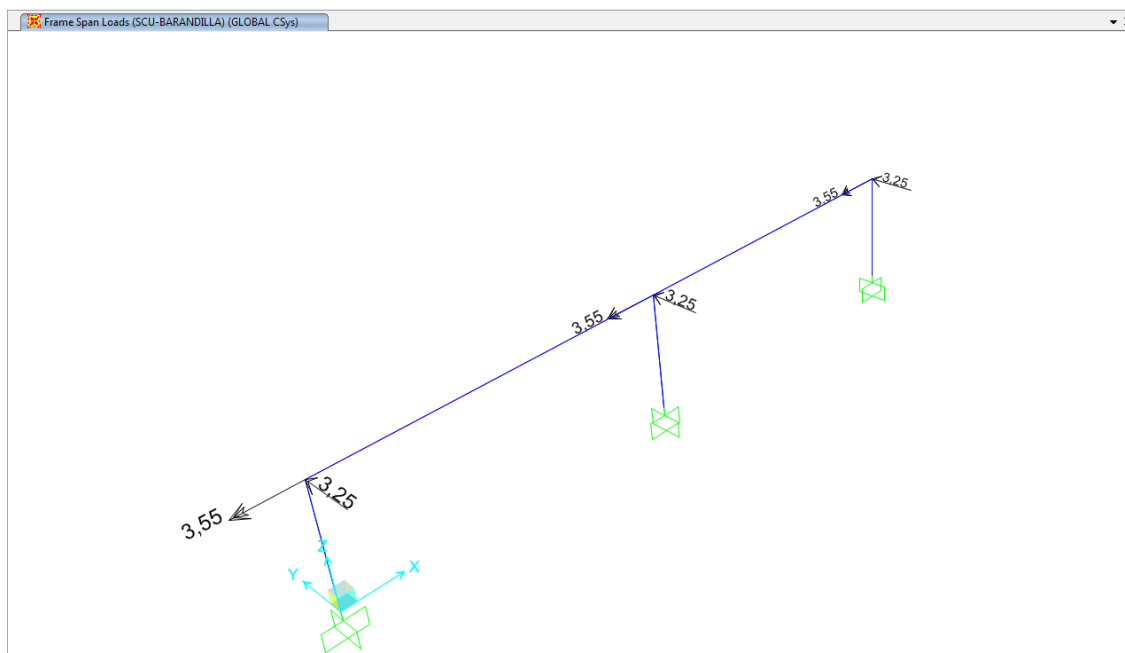 Frame Span Loads (SCU-BARANDILLA) (GLOBAL CSys)
3,25
3,55
3,25
3,55
3,25
3,55
Z
Y
X